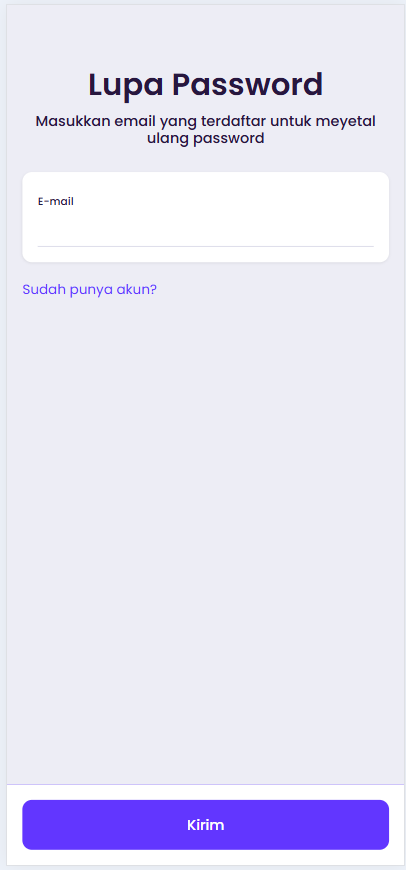 Lupa Password
Masukkan email yang terdaftar untuk meyetal
ulang password
E-mail
Sudah punya akun?
Kirim